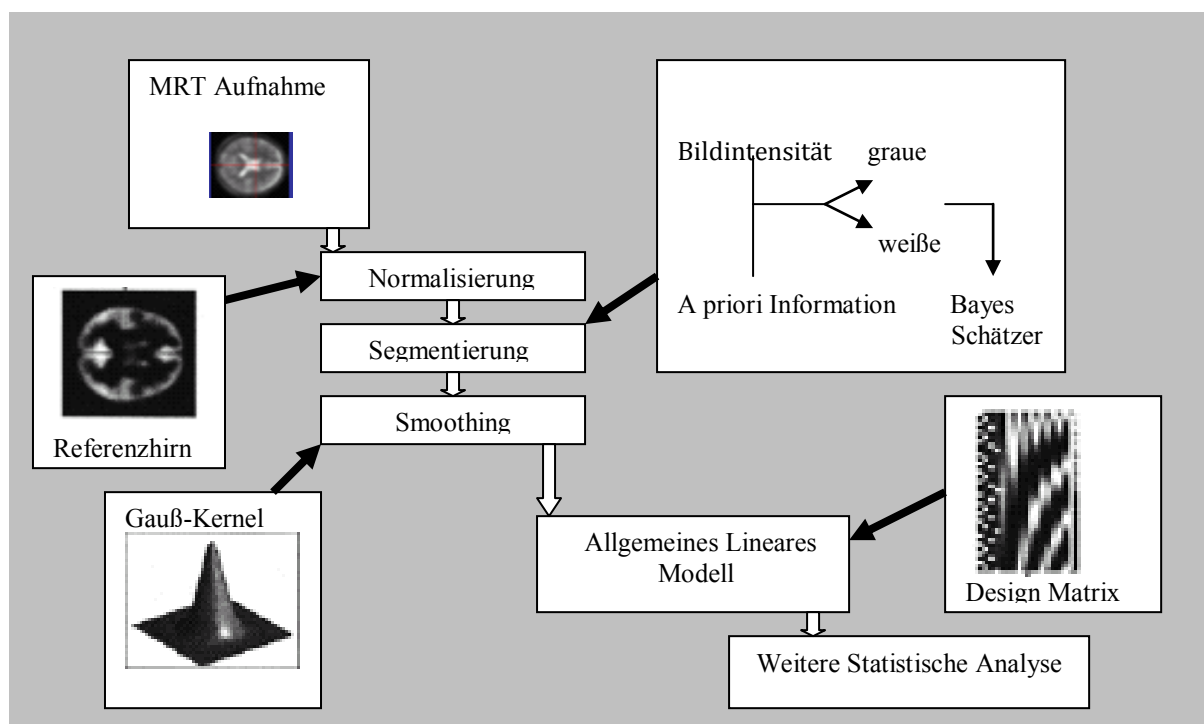 MRT Aufnahme
Bildintensität
graue
weiße
A priori Information
Bayes
Schätzer
Normalisierung
Segmentierung
Smoothing
Referenzhirn
Gauß-Kernel
Allgemeines Lineares
Modell
Design Matrix
Weitere Statistische Analyse